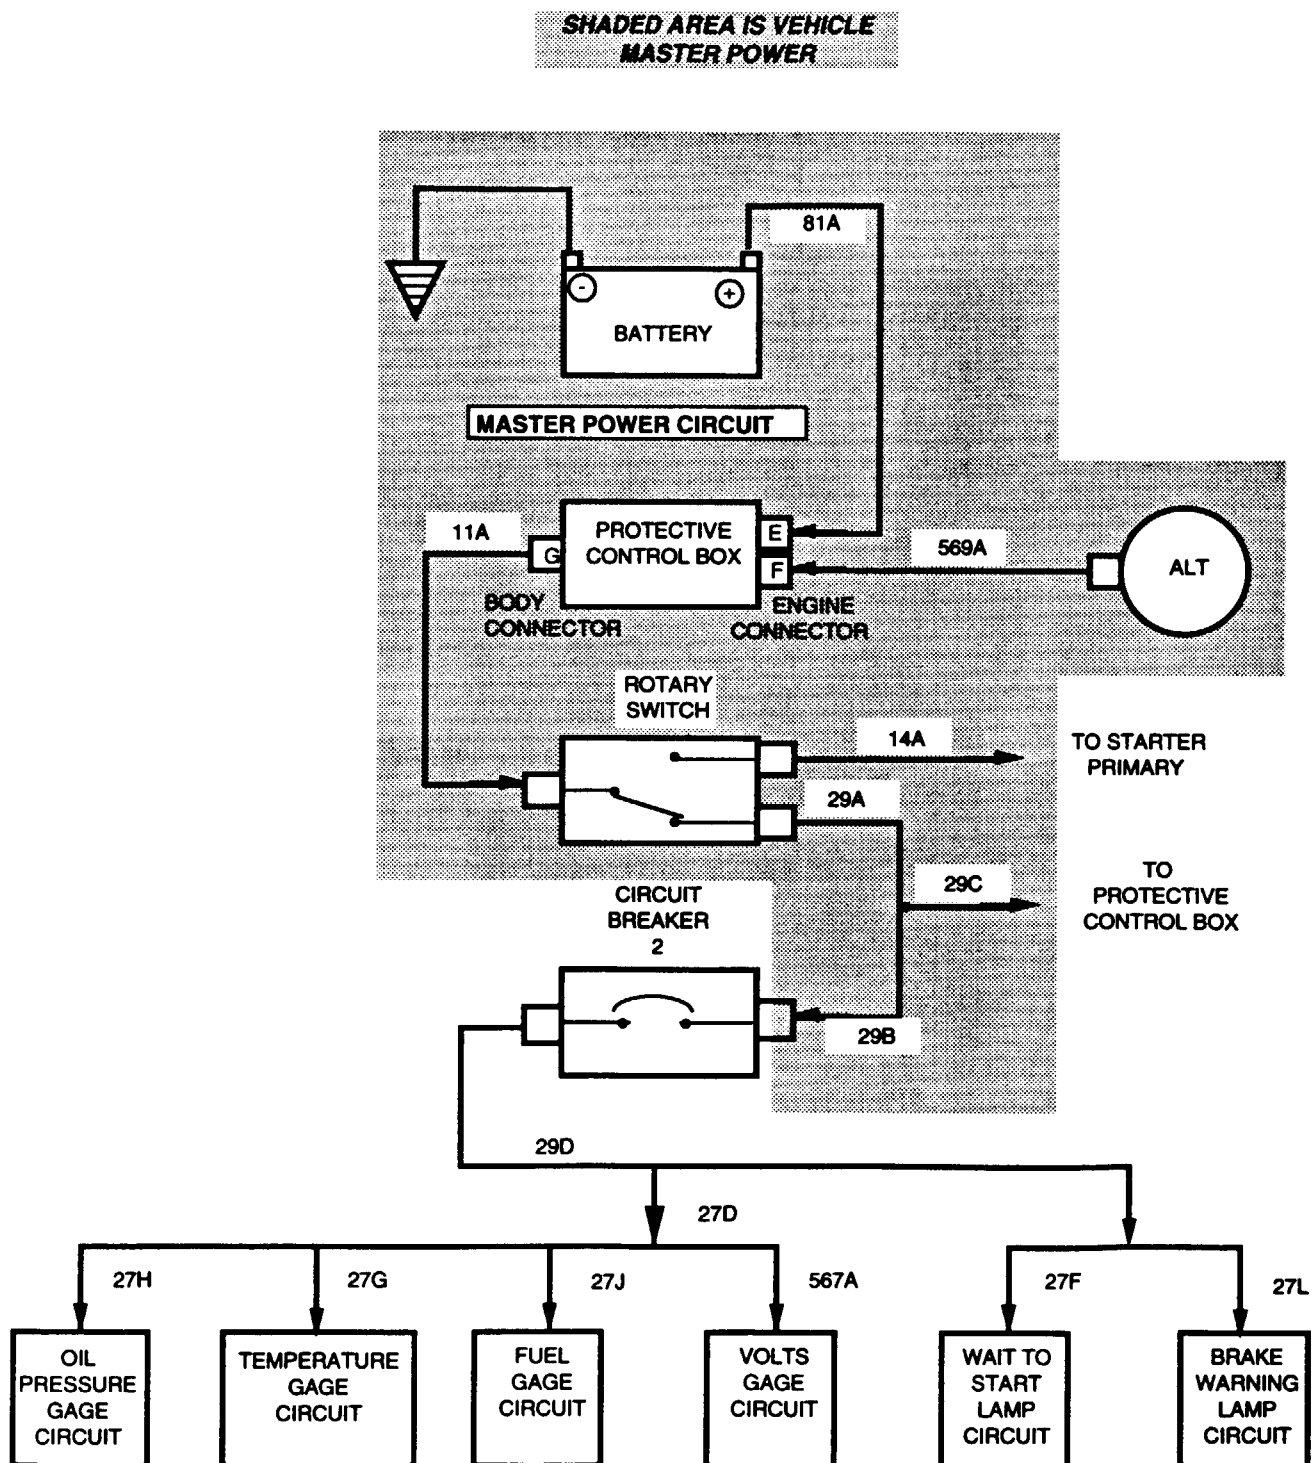 SHADED AREA IS VEHICLE
MASTER POWER
81A
-
+
BATTERY
MASTER POWER CIRCUIT
11A
G
PROTECTIVE
CONTROL BOX
E
F
569A
ALT
BODY
CONNECTOR
ENGINE
CONNECTOR
ROTARY
SWITCH
14A
TO STARTER
PRIMARY
29A
29C
TO
PROTECTIVE
CONTROL BOX
CIRCUIT
BREAKER
2
29B
29D
27D
27H
27G
27J
567A
27F
27L
OIL
PRESSURE
GAGE
CIRCUIT
TEMPERATURE
GAGE
CIRCUIT
FUEL
GAGE
CIRCUIT
VOLTS
GAGE
CIRCUIT
WAIT TO
START
LAMP
CIRCUIT
BRAKE
WARNING
LAMP
CIRCUIT